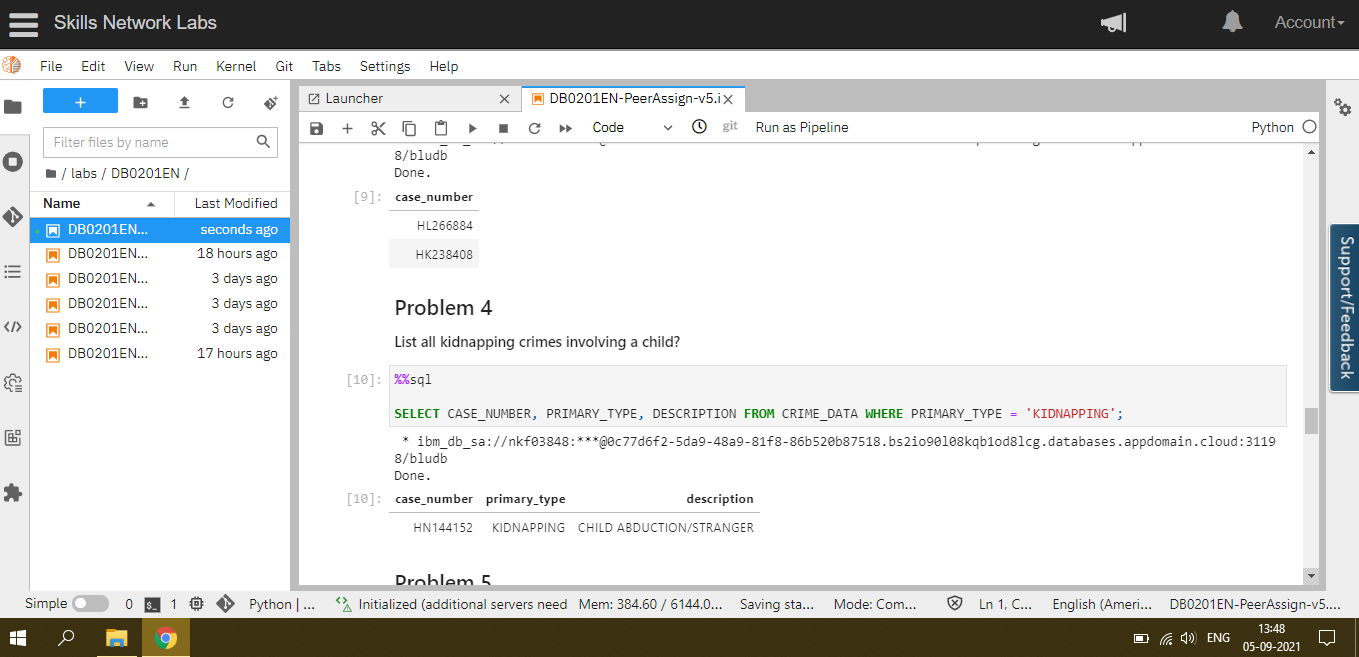 Skills Network Labs
Account
File Edit View Run Kernel Git Tabs Settings Help
+
Filter files by name
/ labs / DB0201EN /
Name Last Modified
DB0201EN... seconds ago
DB0201EN... 18 hours ago
DB0201EN... 3 days ago
DB0201EN... 3 days ago
DB0201EN... 3 days ago
DB0201EN... 17 hours ago
Launcher DB0201EN-PeerAssign-v5.i
Code git Run as Pipeline Python
8/bludb
Done.
[9]: case_number
HL266884
HK238408
Problem 4
List all kidnapping crimes involving a child?
[10]: %%sql
SELECT CASE_NUMBER, PRIMARY_TYPE, DESCRIPTION FROM CRIME_DATA WHERE PRIMARY_TYPE = 'KIDNAPPING';
* ibm_db_sa://nkf03848:***@0c77d6f2-5da9-48a9-81f8-86b520b87518.bs2io90l08kqb1od8lcg.databases.appdomain.cloud:3119
8/bludb
Done.
[10]: case_number primary_type description
HN144152 KIDNAPPING CHILD ABDUCTION/STRANGER
Problem 5
Support/Feedback
Simple 0 $_ 1 Python | ... Initialized (additional servers need Mem: 384.60 / 6144.0... Saving sta... Mode: Com... Ln 1, C... English (Ameri... DB0201EN-PeerAssign-v5....
ENG
13:48
05-09-2021